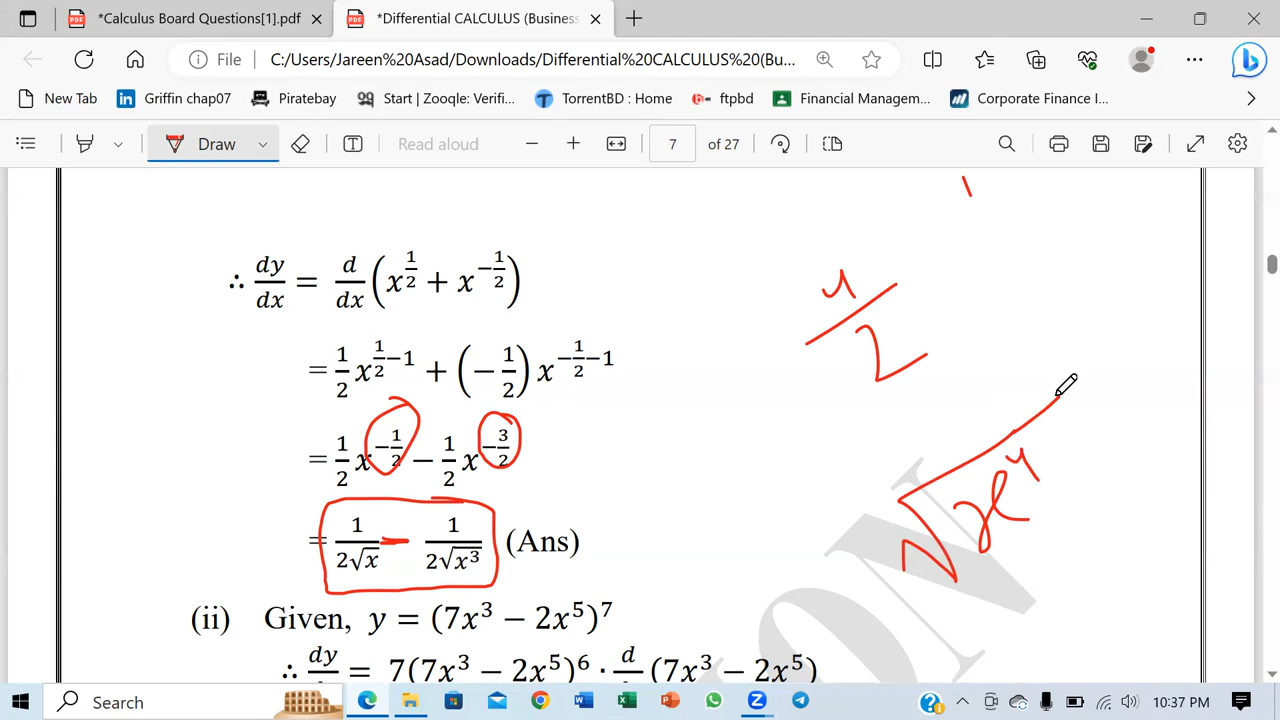 *Calculus Board Questions[1].pdf
*Differential CALCULUS (Business
File
C:/Users/Jareen%20Asad/Downloads/Differential%20CALCULUS%20(Bu...
New Tab
Griffin chap07
Piratebay
Start | Zooqle: Verifi...
TorrentBD : Home
ftpbd
Financial Managem...
Corporate Finance I...
Draw
Read aloud
7 of 27
∴ dy/dx = d/dx (x^(1/2) + x^(-1/2))
= 1/2 x^(1/2 - 1) + (-1/2) x^(-1/2 - 1)
= 1/2 x^(-1/2) - 1/2 x^(-3/2)
= 1/(2√x) - 1/(2√(x³)) (Ans)
(ii) Given, y = (7x³ - 2x⁵)⁷
∴ dy/dx = 7(7x³ - 2x⁵)⁶ · d/dx (7x³ - 2x⁵)
Search
10:37 PM